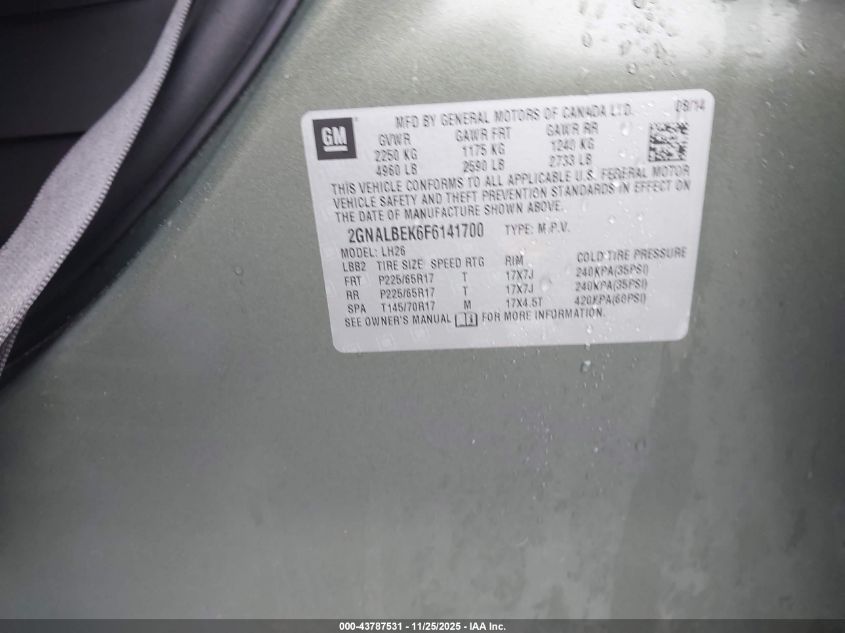 GM
MFD BY GENERAL MOTORS OF CANADA LTD. 09/14
GVWR GAWR FRT GAWR RR
2250 KG 1175 KG 1240 KG
4960 LB 2590 LB 2733 LB
THIS VEHICLE CONFORMS TO ALL APPLICABLE U.S. FEDERAL MOTOR
VEHICLE SAFETY AND THEFT PREVENTION STANDARDS IN EFFECT ON
THE DATE OF MANUFACTURE SHOWN ABOVE.
2GNALBEK6F6141700 TYPE: M.P.V.
MODEL: LH26
LBB2 TIRE SIZE SPEED RTG RIM COLD TIRE PRESSURE
FRT P225/65R17 T 17X7J 240KPA(35PSI)
RR P225/65R17 T 17X7J 240KPA(35PSI)
SPA T145/70R17 M 17X4.5T 420KPA(60PSI)
SEE OWNER'S MANUAL FOR MORE INFORMATION.
000-43787531 - 11/25/2025 - IAA Inc.